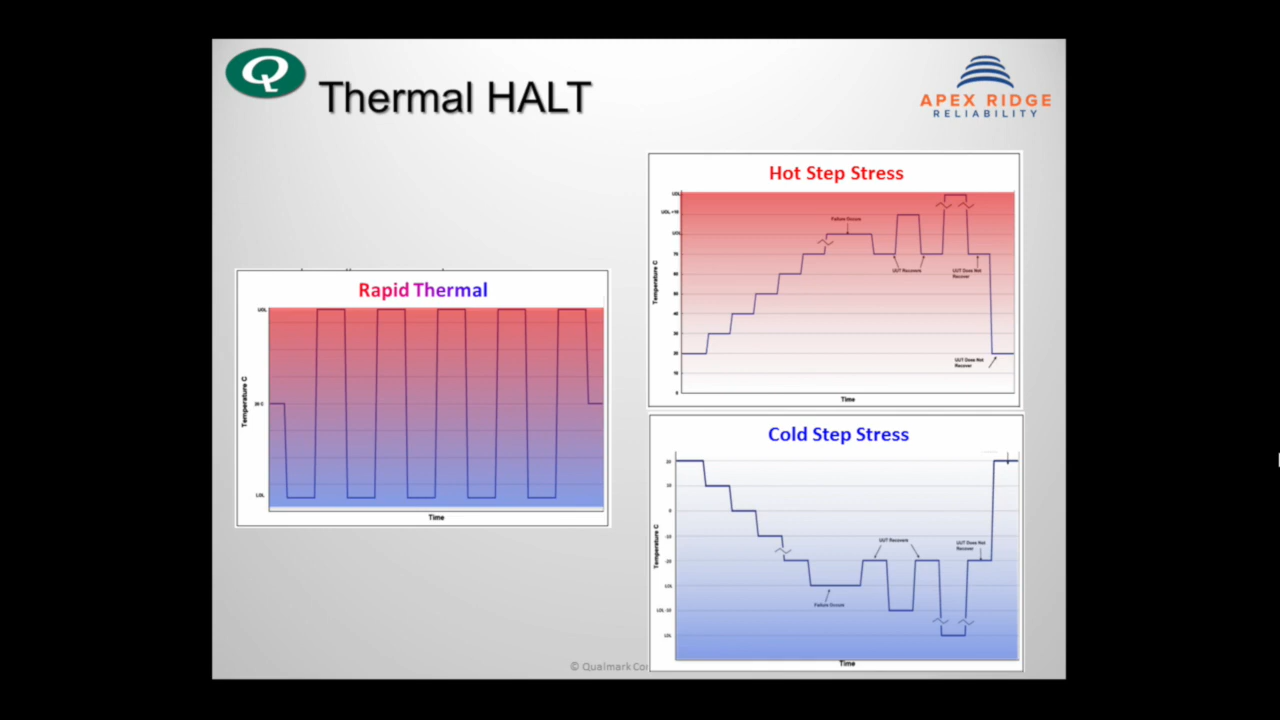 Thermal HALT
APEX RIDGE
RELIABILITY
Rapid Thermal
UOL
20 C
LOL
Temperature C
Time
Hot Step Stress
UDL
UOL +10
UOL
70
60
50
40
30
20
10
0
Temperature C
Failure Occurs
UUT Recovers
UUT Does Not
Recover
UUT Does Not
Recover
Time
Cold Step Stress
20
10
0
-10
-20
LOL
LOL -10
Temperature C
Failure Occurs
UUT Recovers
UUT Does Not
Recover
Time
© Qualmark